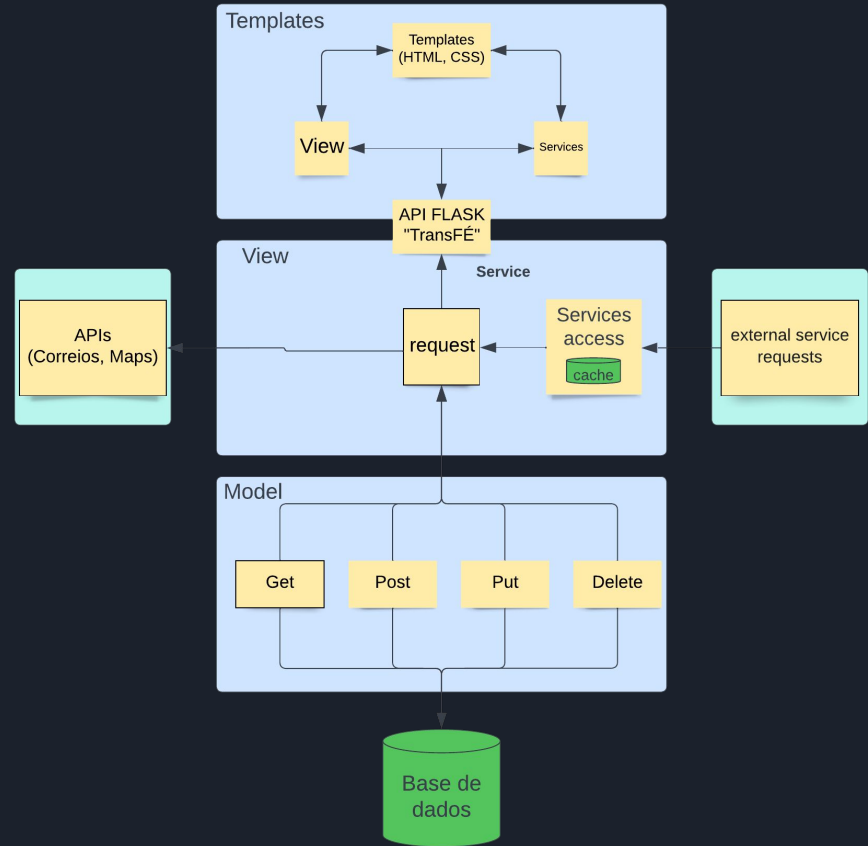 Templates
Templates
(HTML, CSS)
View
Services
API FLASK
"TransFÉ"
View
Service
APIs
(Correios, Maps)
request
Services
access
cache
external service
requests
Model
Get
Post
Put
Delete
Base de
dados